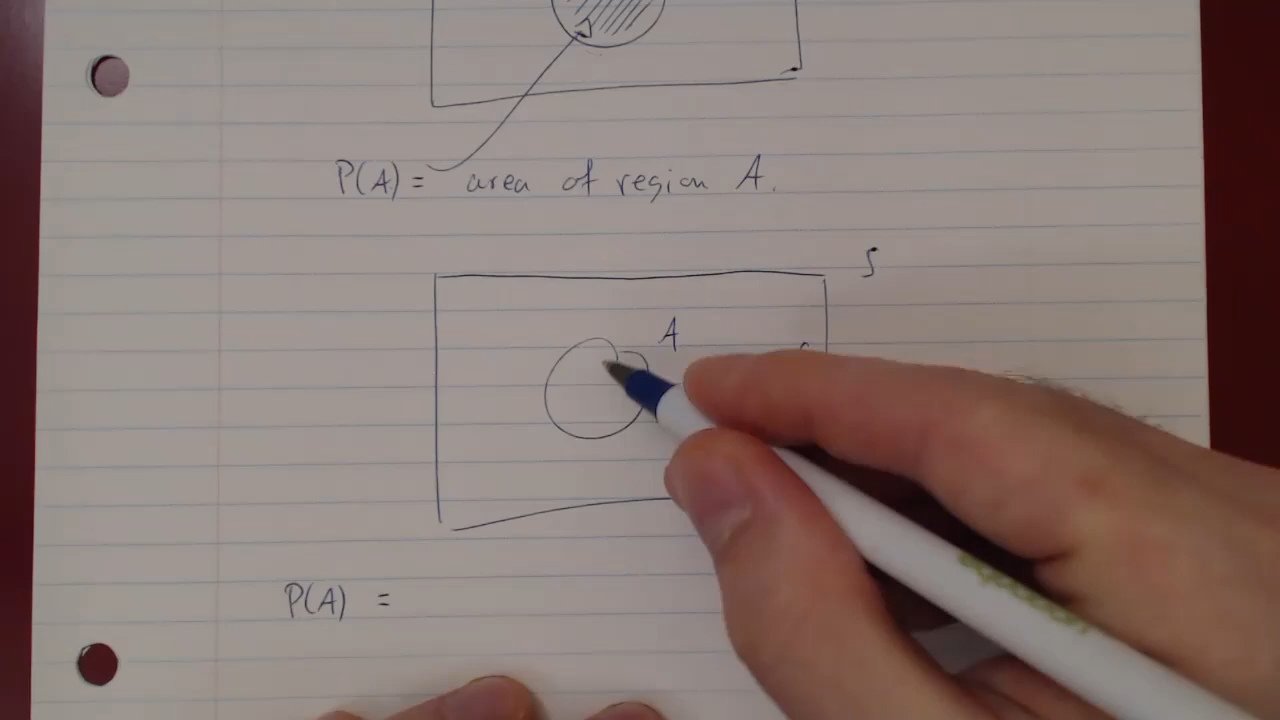 P(A) = area of region A.
S
A
P(A) =